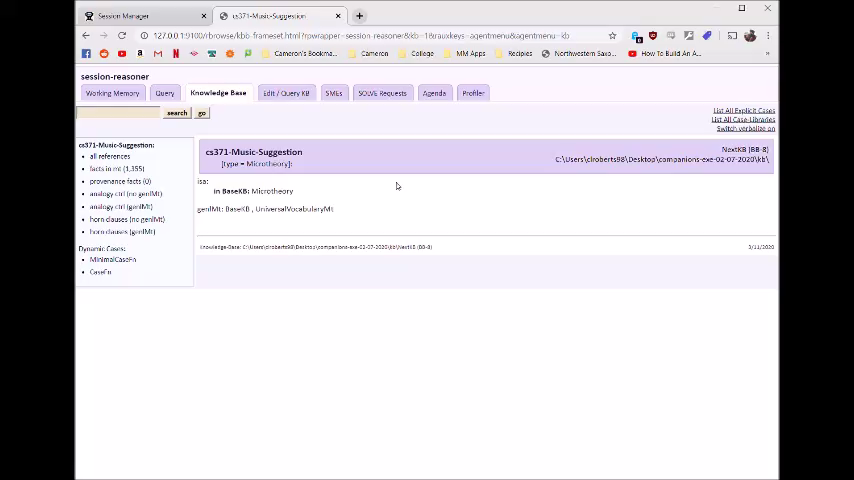 Session Manager
cs371-Music-Suggestion
127.0.0.1:9100/rbrowse/kbb-frameset.html?rpwrapper=session-reasoner&kb=1&rauxkeys=agentmenu&agentmenu=kb
Cameron's Bookma...
Cameron
College
MM Apps
Recipies
Northwestern Saxo...
How To Build An A...
»
session-reasoner
Working Memory
Query
Knowledge Base
Edit / Query KB
SMEs
SOLVE Requests
Agenda
Profiler
search
go
List All Explicit Cases
List All Case-Libraries
Switch verbalize on
cs371-Music-Suggestion:
all references
facts in mt (1,355)
provenance facts (0)
analogy ctrl (no genlMt)
analogy ctrl (genlMt)
horn clauses (no genlMt)
horn clauses (genlMt)
Dynamic Cases:
MinimalCaseFn
CaseFn
cs371-Music-Suggestion
[type = Microtheory]:
NextKB (BB-8)
C:\Users\clroberts98\Desktop\companions-exe-02-07-2020\kb\
isa:
in BaseKB: Microtheory
genlMt: BaseKB , UniversalVocabularyMt
Knowledge-Base: C:\Users\clroberts98\Desktop\companions-exe-02-07-2020\kb\NextKB (BB-8)
3/11/2020